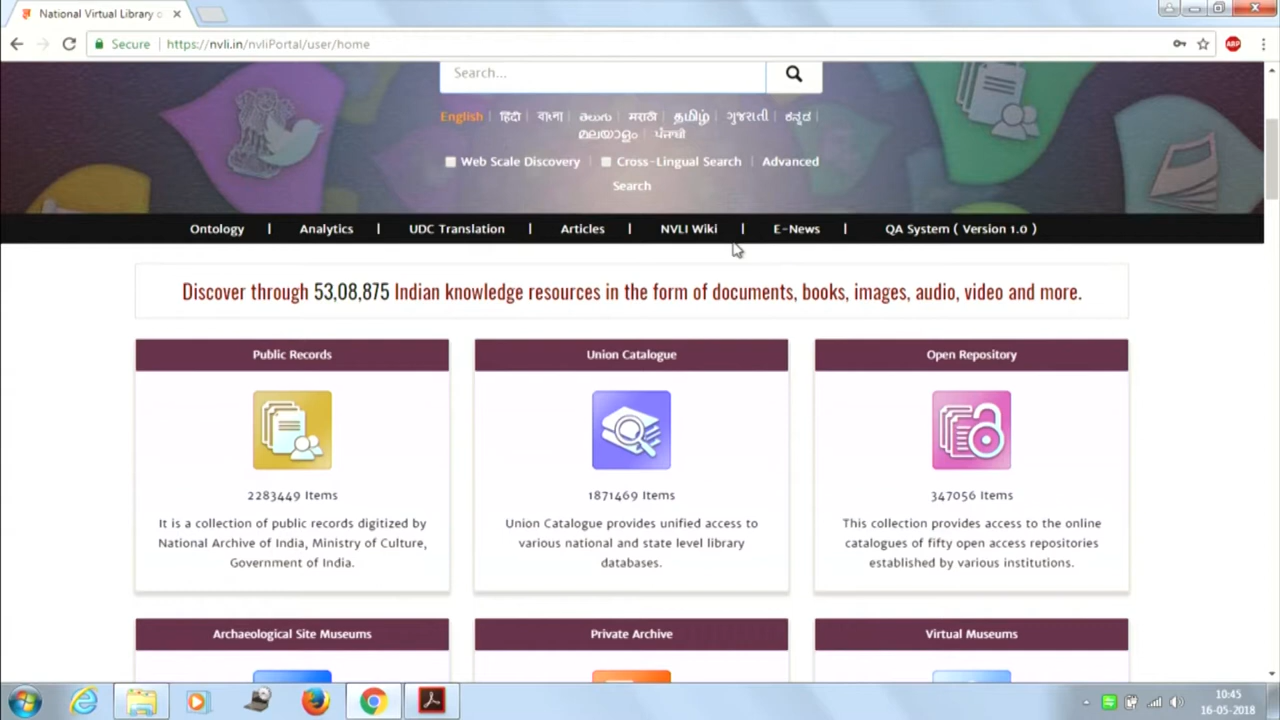 National Virtual Library o
Secure
https://nvli.in/nvliPortal/user/home
ABP
Search...
English | हिंदी | বাংলা | తెలుగు | मराठी | தமிழ் | ગુજરાતી | ಕನ್ನಡ |
മലയാളം | ਪੰਜਾਬੀ
Web Scale Discovery | Cross-Lingual Search | Advanced
Search
Ontology | Analytics | UDC Translation | Articles | NVLI Wiki | E-News | QA System ( Version 1.0 )
Discover through 53,08,875 Indian knowledge resources in the form of documents, books, images, audio, video and more.
Public Records
2283449 Items
It is a collection of public records digitized by
National Archive of India, Ministry of Culture,
Government of India.
Union Catalogue
1871469 Items
Union Catalogue provides unified access to
various national and state level library
databases.
Open Repository
347056 Items
This collection provides access to the online
catalogues of fifty open access repositories
established by various institutions.
Archaeological Site Museums
Private Archive
Virtual Museums
10:45
16-05-2018